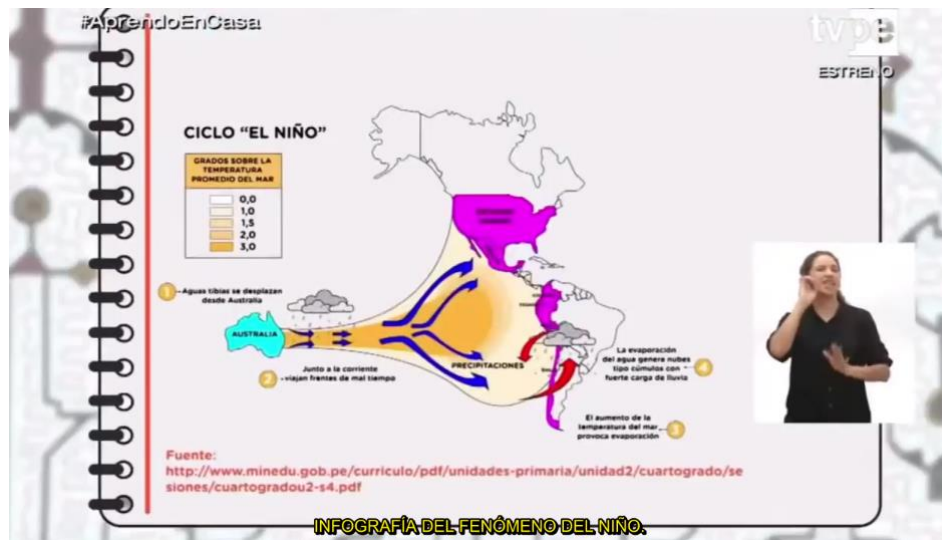 #AprendoEnCasa
tvpe
ESTRENO
CICLO “EL NIÑO”
GRADOS SOBRE LA
TEMPERATURA
PROMEDIO DEL MAR
0,0
1,0
1,5
2,0
3,0
1
Aguas tibias se desplazan
desde Australia
AUSTRALIA
2
Junto a la corriente
viajan frentes de mal tiempo
PRECIPITACIONES
La evaporación
del agua genera nubes
tipo cúmulos con
fuerte carga de lluvia
4
El aumento de la
temperatura del mar
provoca evaporación
3
Fuente:
http://www.minedu.gob.pe/curriculo/pdf/unidades-primaria/unidad2/cuartogrado/se
siones/cuartogradou2-s4.pdf
INFOGRAFÍA DEL FENÓMENO DEL NIÑO.